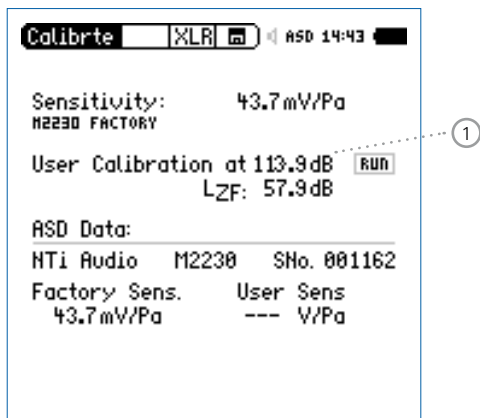 Calibrte XLR ASD 14:43
Sensitivity: 43.7mV/Pa
M2230 FACTORY
User Calibration at 113.9dB RUN
LZF: 57.9dB
1
ASD Data:
NTi Audio M2230 SNo. 001162
Factory Sens. User Sens
43.7mV/Pa --- V/Pa